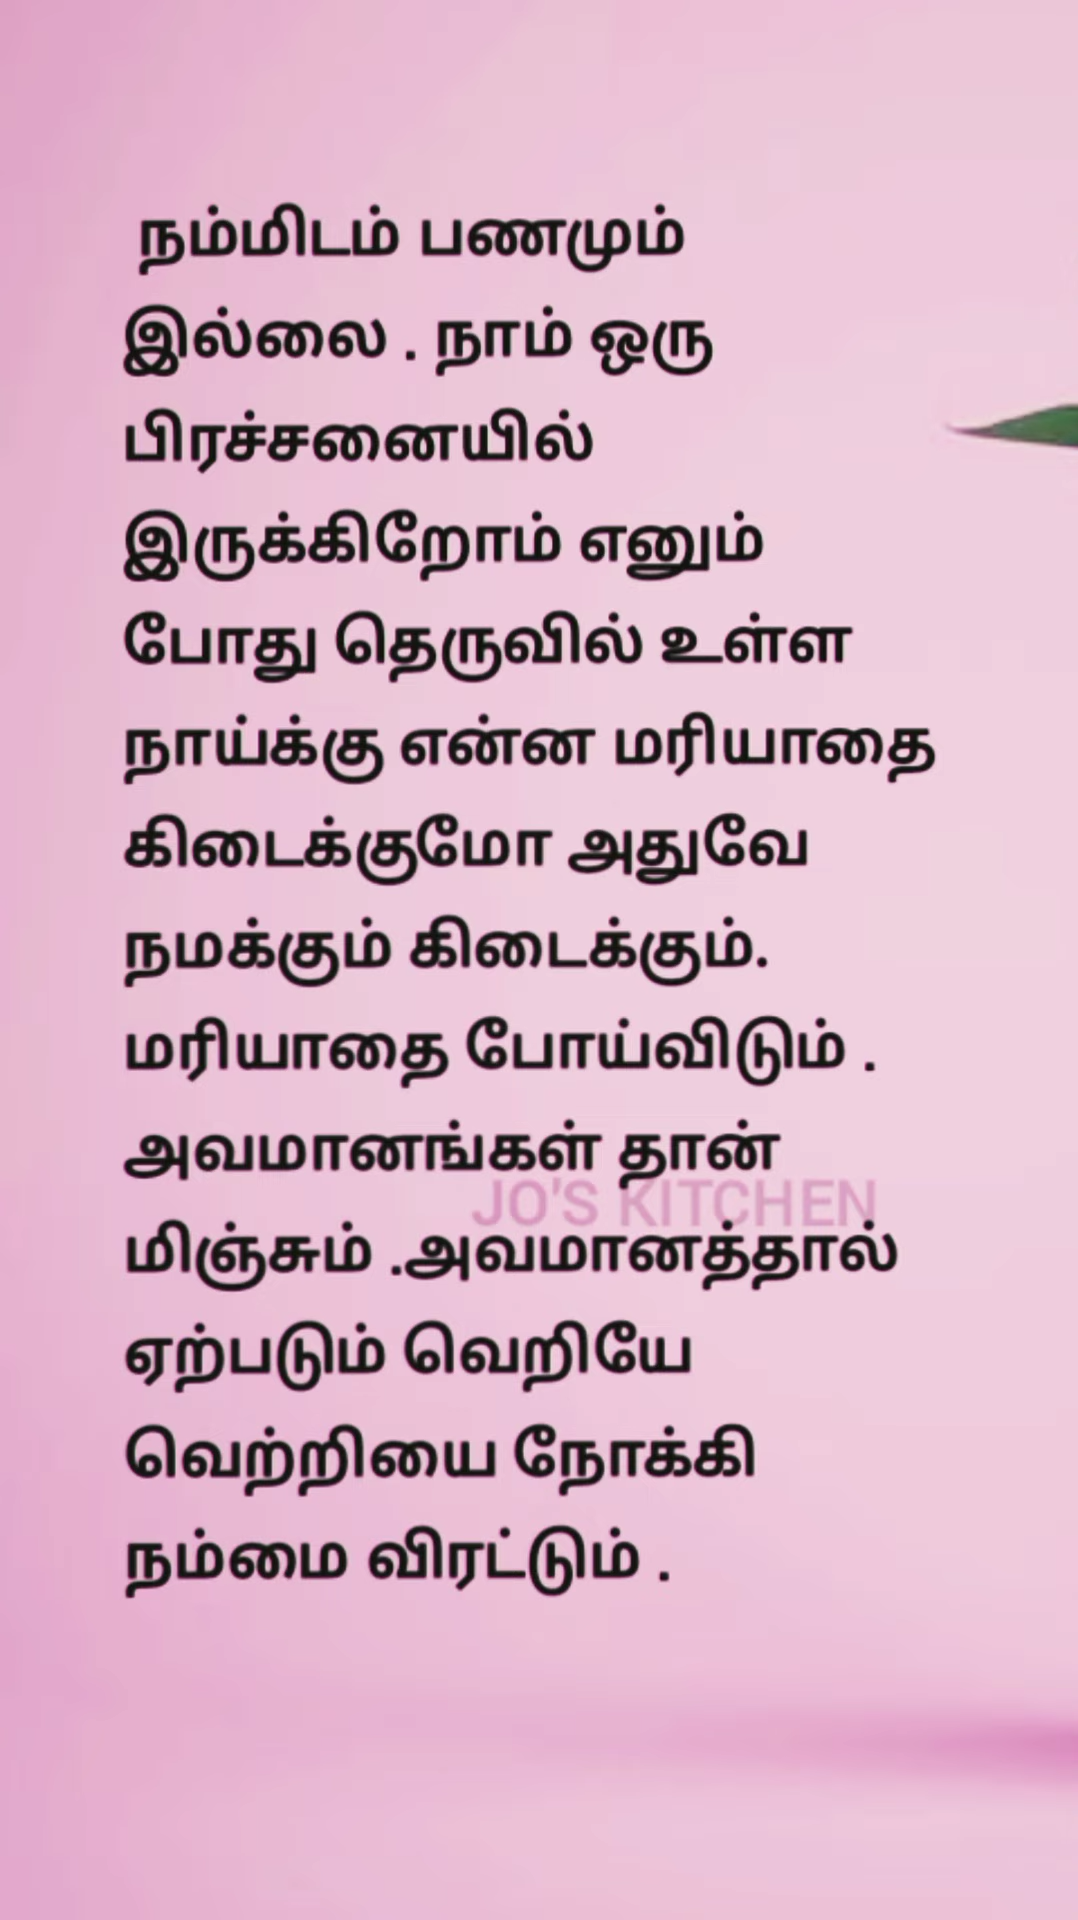 நம்மிடம் பணமும்
இல்லை . நாம் ஒரு
பிரச்சனையில்
இருக்கிறோம் எனும்
போது தெருவில் உள்ள
நாய்க்கு என்ன மரியாதை
கிடைக்குமோ அதுவே
நமக்கும் கிடைக்கும்.
மரியாதை போய்விடும் .
அவமானங்கள் தான்
JO'S KITCHEN
மிஞ்சும் .அவமானத்தால்
ஏற்படும் வெறியே
வெற்றியை நோக்கி
நம்மை விரட்டும் .